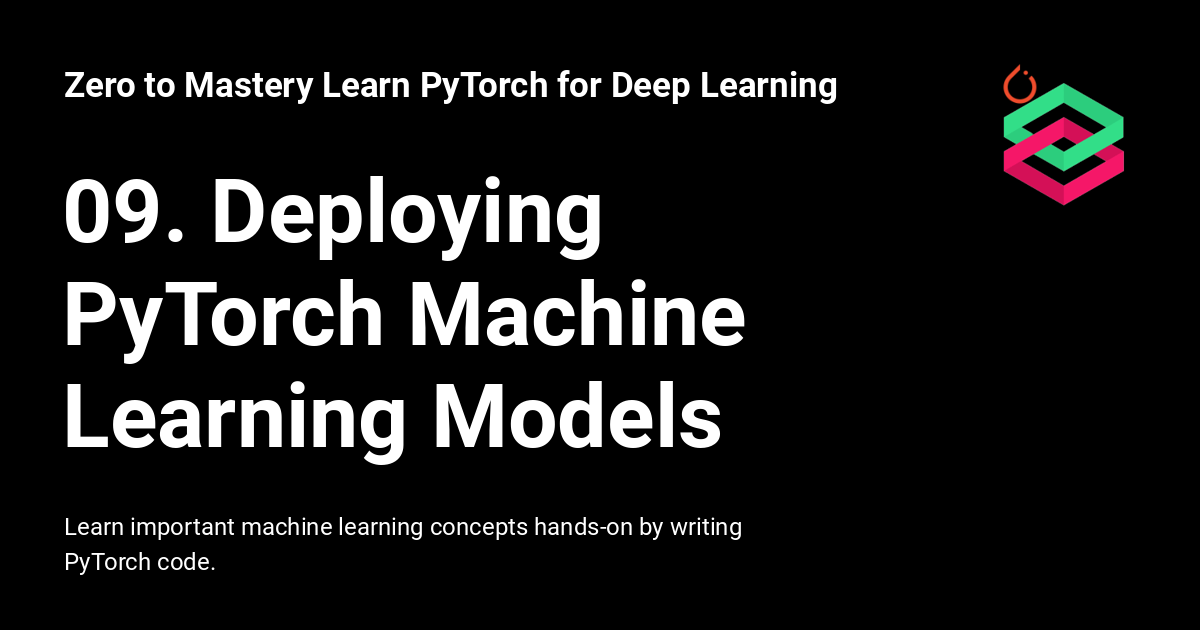 Zero to Mastery Learn PyTorch for Deep Learning
09. Deploying
PyTorch Machine
Learning Models
Learn important machine learning concepts hands-on by writing
PyTorch code.